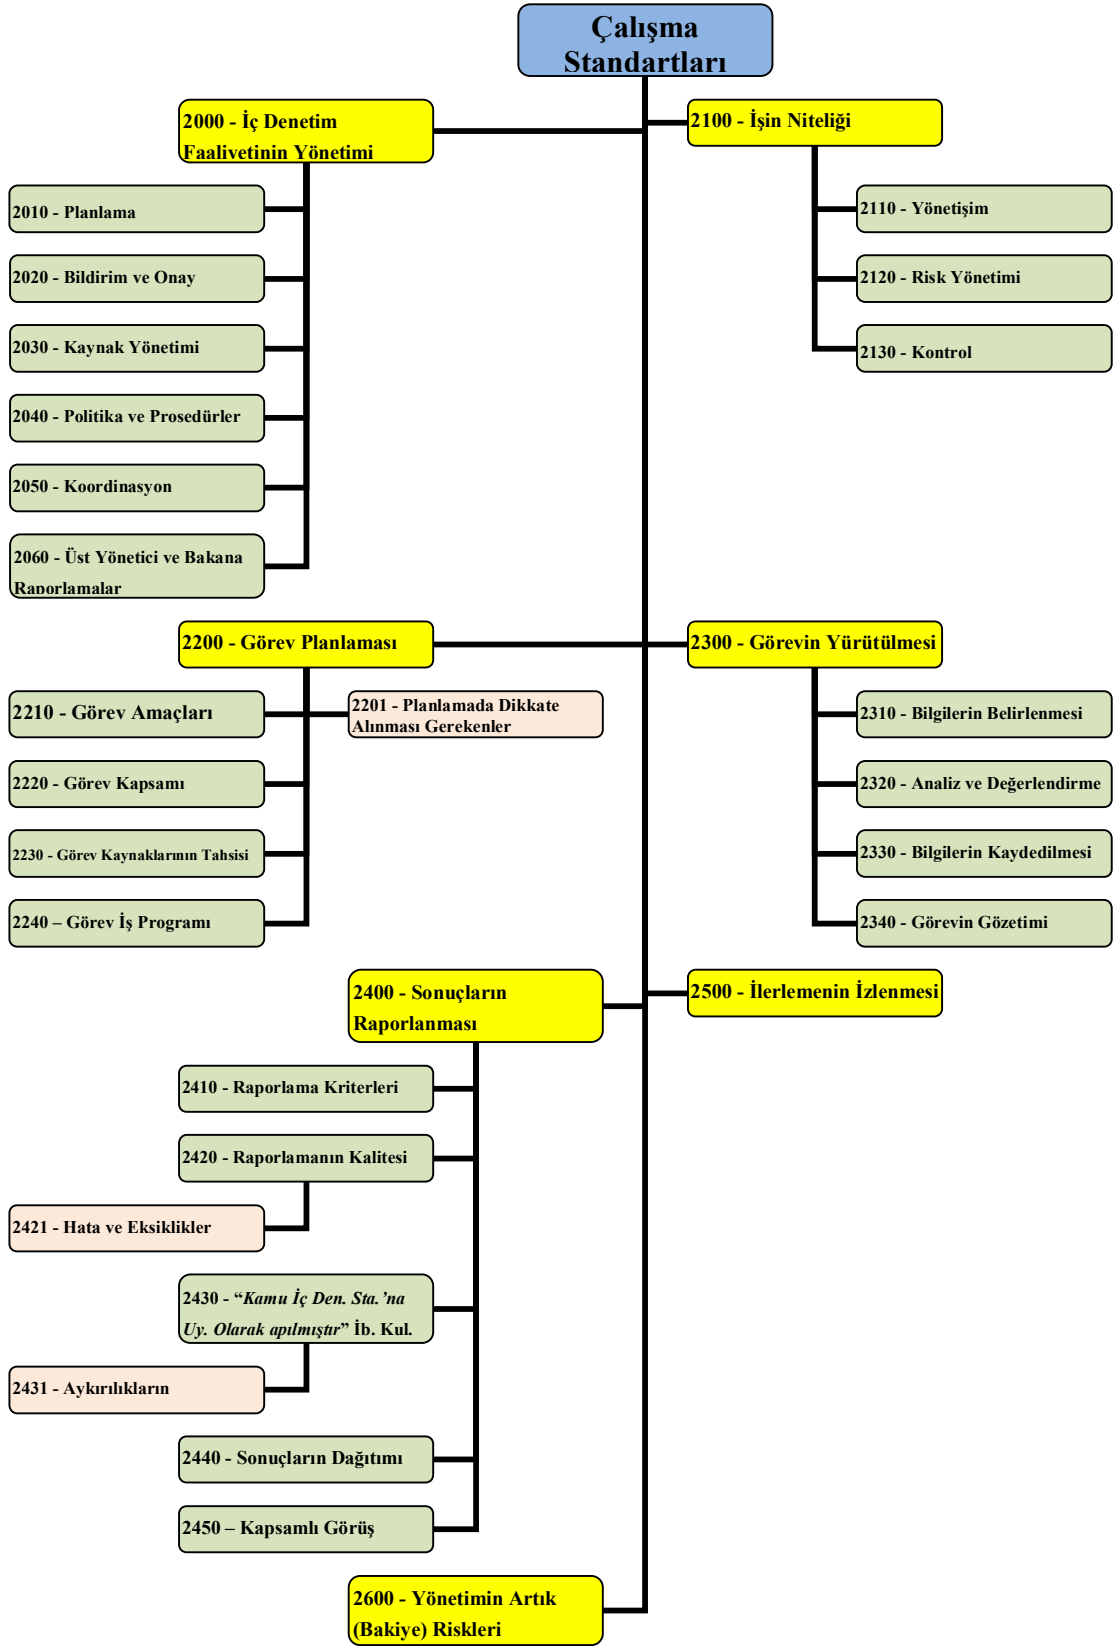 Çalışma
Standartları
2000 - İç Denetim
Faaliyetinin Yönetimi
2100 - İşin Niteliği
2010 - Planlama
2020 - Bildirim ve Onay
2030 - Kaynak Yönetimi
2040 - Politika ve Prosedürler
2050 - Koordinasyon
2060 - Üst Yönetici ve Bakana
Raporlamalar
2110 - Yönetişim
2120 - Risk Yönetimi
2130 - Kontrol
2200 - Görev Planlaması
2300 - Görevin Yürütülmesi
2210 - Görev Amaçları
2201 - Planlamada Dikkate
Alınması Gerekenler
2220 - Görev Kapsamı
2230 - Görev Kaynaklarının Tahsisi
2240 – Görev İş Programı
2310 - Bilgilerin Belirlenmesi
2320 - Analiz ve Değerlendirme
2330 - Bilgilerin Kaydedilmesi
2340 - Görevin Gözetimi
2400 - Sonuçların
Raporlanması
2500 - İlerlemenin İzlenmesi
2410 - Raporlama Kriterleri
2420 - Raporlamanın Kalitesi
2421 - Hata ve Eksiklikler
2430 - “Kamu İç Den. Sta.’na
Uy. Olarak apılmıştır” İb. Kul.
2431 - Aykırılıkların
2440 - Sonuçların Dağıtımı
2450 – Kapsamlı Görüş
2600 - Yönetimin Artık
(Bakiye) Riskleri